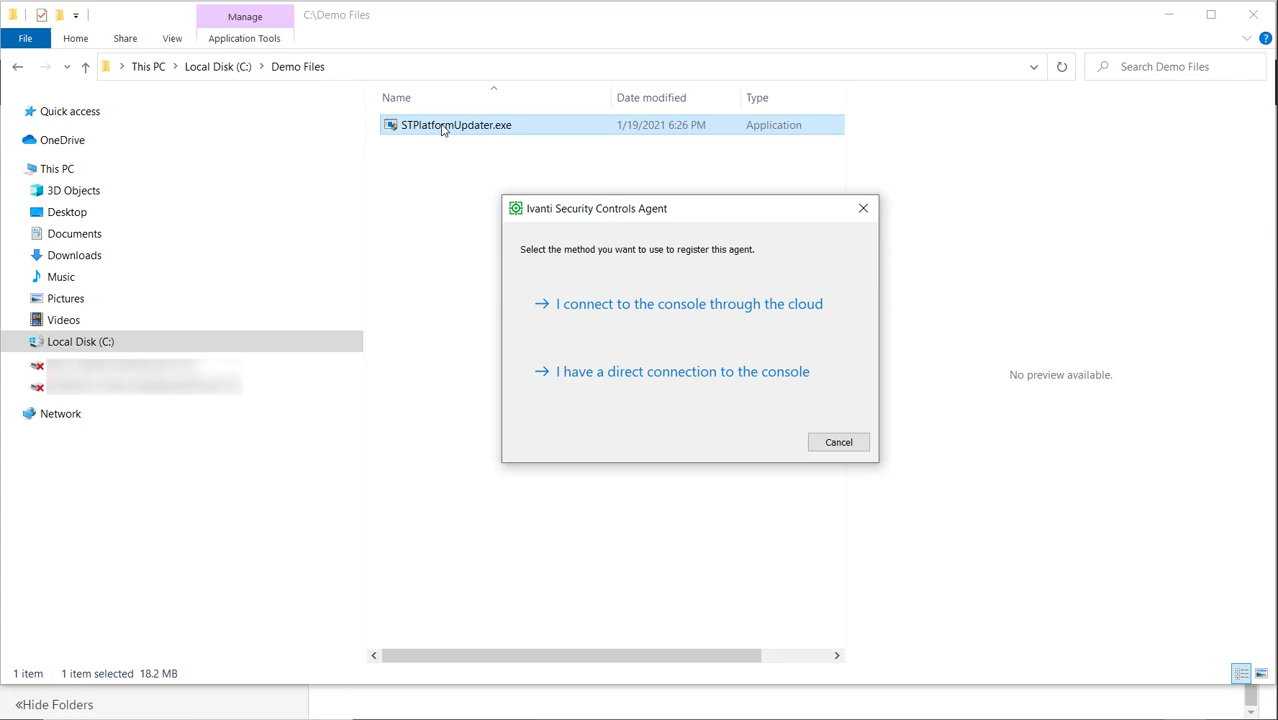 Manage
C:\Demo Files
File
Home
Share
View
Application Tools
This PC
Local Disk (C:)
Demo Files
Search Demo Files
Quick access
OneDrive
This PC
3D Objects
Desktop
Documents
Downloads
Music
Pictures
Videos
Local Disk (C:)
Network
Name
Date modified
Type
STPlatformUpdater.exe
1/19/2021 6:26 PM
Application
Ivanti Security Controls Agent
Select the method you want to use to register this agent.
I connect to the console through the cloud
I have a direct connection to the console
Cancel
No preview available.
1 item
1 item selected 18.2 MB
«Hide Folders